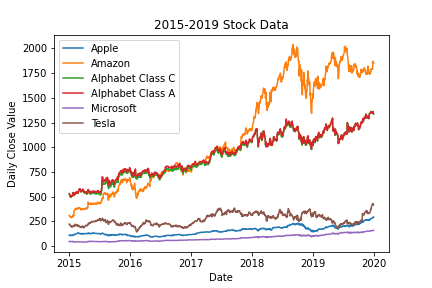 2015-2019 Stock Data
Apple
Amazon
Alphabet Class C
Alphabet Class A
Microsoft
Tesla
Daily Close Value
2000
1750
1500
1250
1000
750
500
250
0
2015
2016
2017
2018
2019
2020
Date